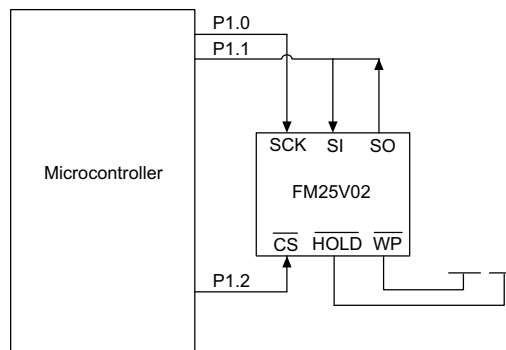 P1.0
P1.1
SCK SI SO
Microcontroller
FM25V02
CS HOLD WP
P1.2